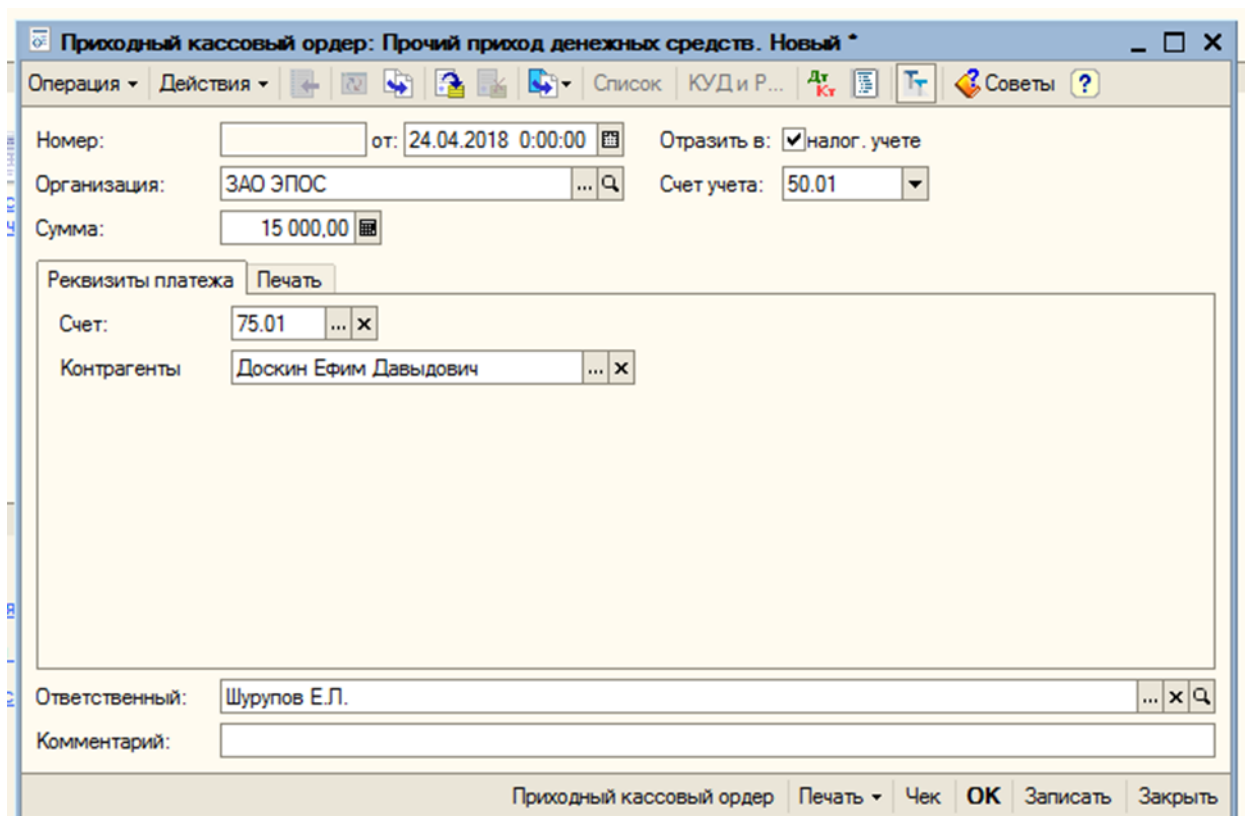 Приходный кассовый ордер: Прочий приход денежных средств. Новый *
Операция Действия Список КУД и Р... Дт Кт Тт Советы ?
Номер: от: 24.04.2018 0:00:00 Отразить в: налог. учете
Организация: ЗАО ЭПОС ... Счет учета: 50.01
Сумма: 15 000,00
Реквизиты платежа Печать
Счет: 75.01 ...
Контрагенты Доскин Ефим Давыдович ...
Ответственный: Шурупов Е.Л. ...
Комментарий:
Приходный кассовый ордер Печать Чек ОК Записать Закрыть